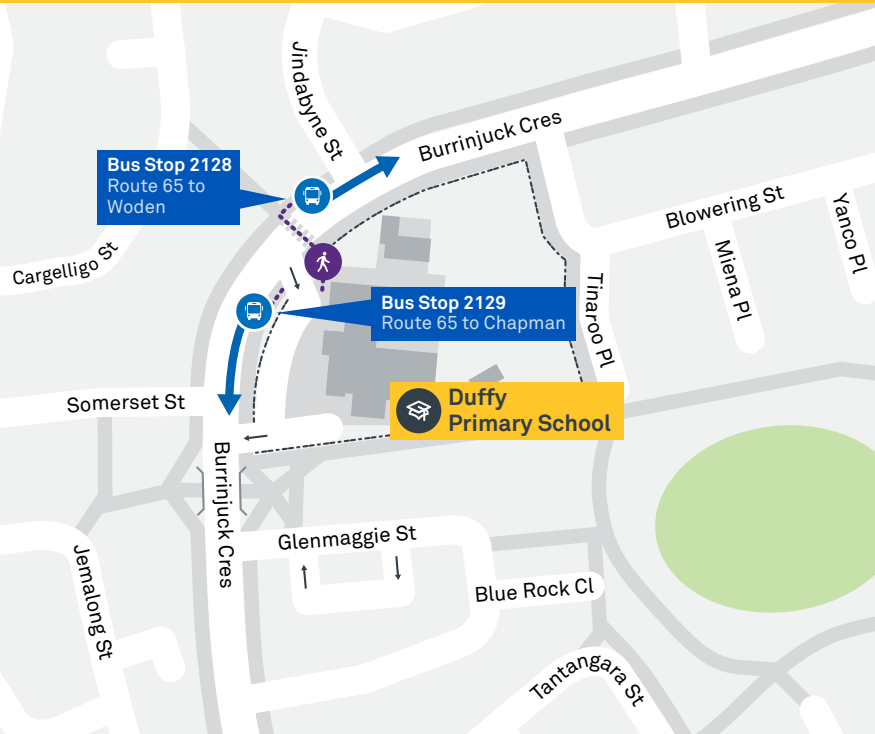 Jindabyne St
Burrinjuck Cres
Bus Stop 2128
Route 65 to
Woden
Blowering St
Yanco Pl
Miena Pl
Cargelligo St
Bus Stop 2129
Route 65 to Chapman
Tinaroo Pl
Somerset St
Duffy
Primary School
Burrinjuck Cres
Glenmaggie St
Jemalong St
Blue Rock Cl
Tantangara St